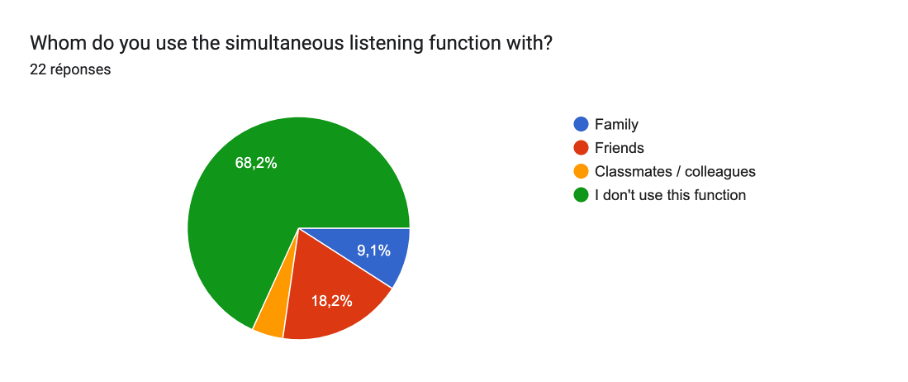 Whom do you use the simultaneous listening function with?
22 réponses
68,2%
9,1%
18,2%
Family
Friends
Classmates / colleagues
I don't use this function